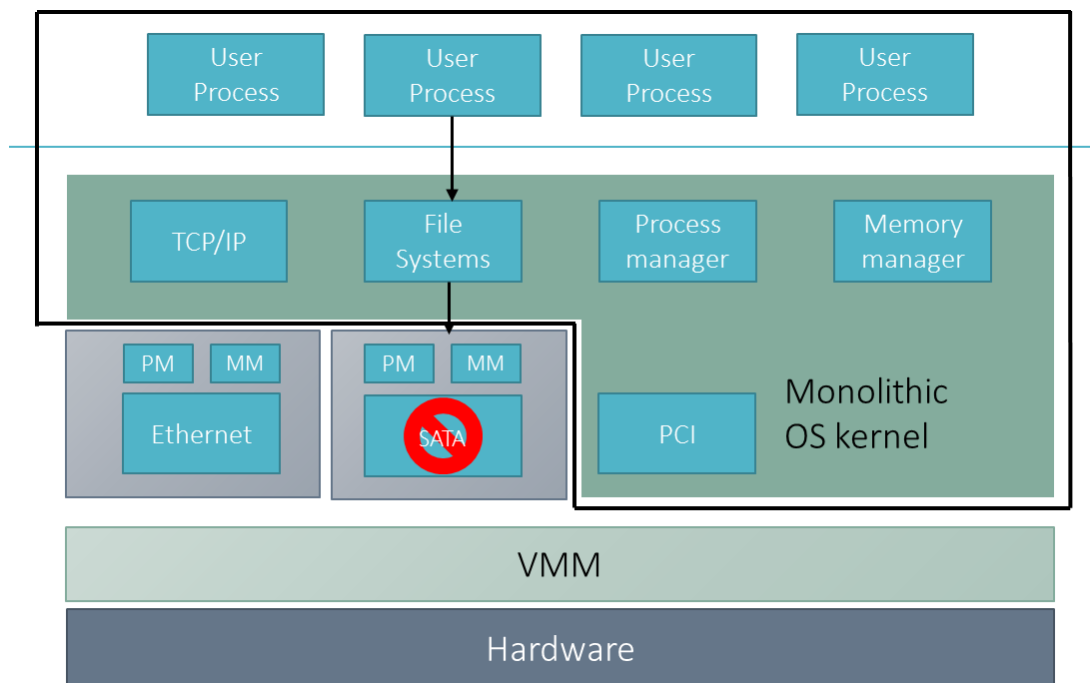 User
Process
User
Process
User
Process
User
Process
TCP/IP
File
Systems
Process
manager
Memory
manager
PM
MM
Ethernet
PM
MM
SATA
PCI
Monolithic
OS kernel
VMM
Hardware